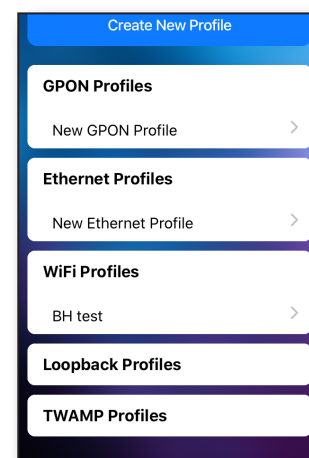 Create New Profile
GPON Profiles
New GPON Profile
Ethernet Profiles
New Ethernet Profile
WiFi Profiles
BH test
Loopback Profiles
TWAMP Profiles